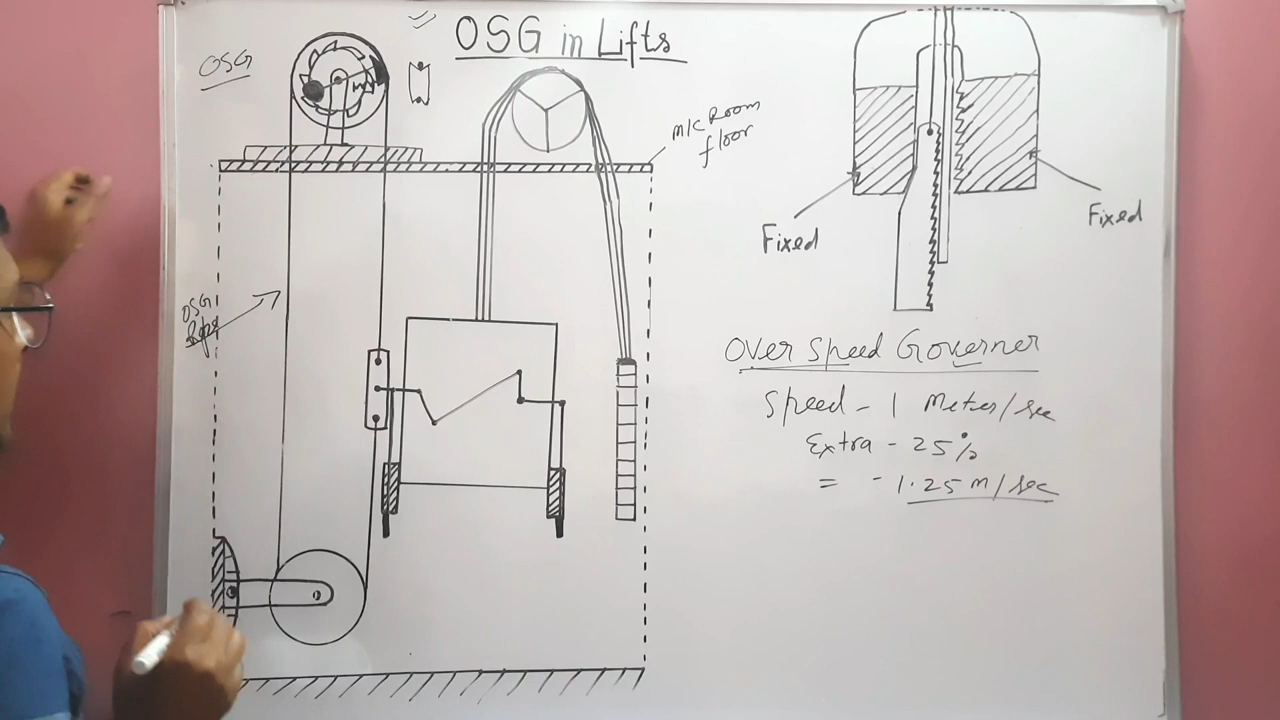 OSG in Lifts
OSG
M/C Room
floor
OSG
Rope
Fixed
Fixed
Over Speed Governer
Speed - 1 Meter/sec
Extra - 25%
= - 1.25 m/sec